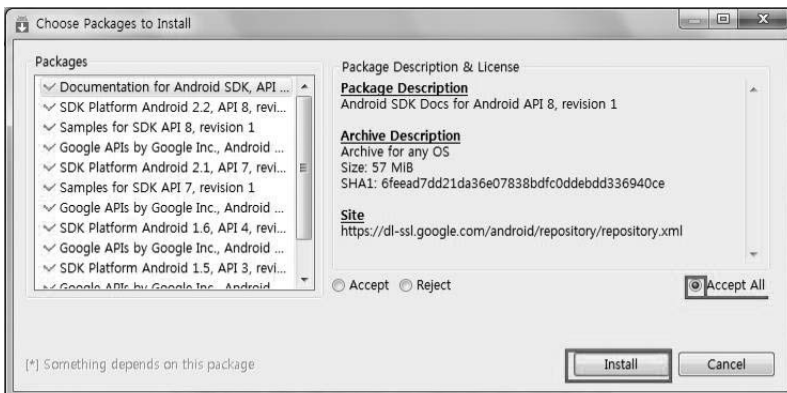 Choose Packages to Install
Packages
Documentation for Android SDK, API ...
SDK Platform Android 2.2, API 8, revi...
Samples for SDK API 8, revision 1
Google APIs by Google Inc., Android ...
SDK Platform Android 2.1, API 7, revi...
Samples for SDK API 7, revision 1
Google APIs by Google Inc., Android ...
SDK Platform Android 1.6, API 4, revi...
Google APIs by Google Inc., Android ...
SDK Platform Android 1.5, API 3, revi...
Google APIs by Google Inc., Android
Package Description & License
Package Description
Android SDK Docs for Android API 8, revision 1
Archive Description
Archive for any OS
Size: 57 MiB
SHA1: 6feead7dd21da36e07838bdfc0ddebdd336940ce
Site
https://dl-ssl.google.com/android/repository/repository.xml
Accept Reject Accept All
[*] Something depends on this package
Install Cancel